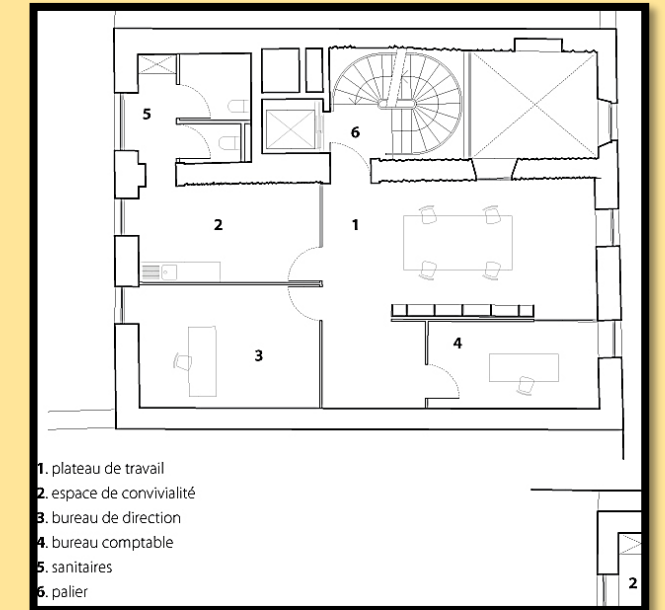 5
6
2
1
3
4
1. plateau de travail
2. espace de convivialité
3. bureau de direction
4. bureau comptable
5. sanitaires
6. palier
2